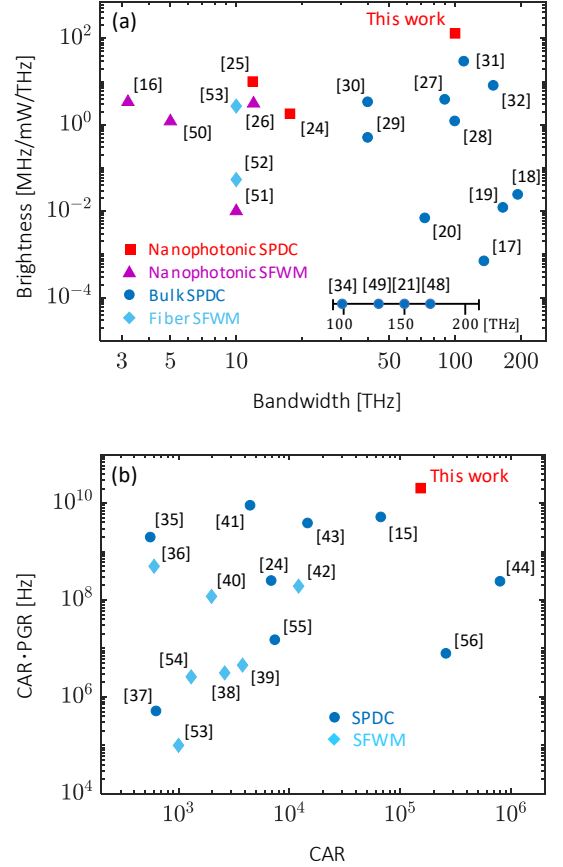 (a)
This work
[16]
[25]
[53]
[50]
[26]
[24]
[52]
[51]
[30]
[29]
[27]
[28]
[31]
[32]
[18]
[19]
[20]
[17]
Nanophotonic SPDC
Nanophotonic SFWM
Bulk SPDC
Fiber SFWM
[34] [49] [21] [48]
100 150 200 [THz]
10²
10⁰
10⁻²
10⁻⁴
Brightness [MHz/mW/THz]
3 5 10 20 50 100 200
Bandwidth [THz]
(b)
This work
[35]
[36]
[41]
[43]
[15]
[40]
[24]
[42]
[44]
[55]
[56]
[54]
[38]
[39]
[37]
[53]
SPDC
SFWM
10¹⁰
10⁸
10⁶
10⁴
CAR·PGR [Hz]
10³ 10⁴ 10⁵ 10⁶
CAR